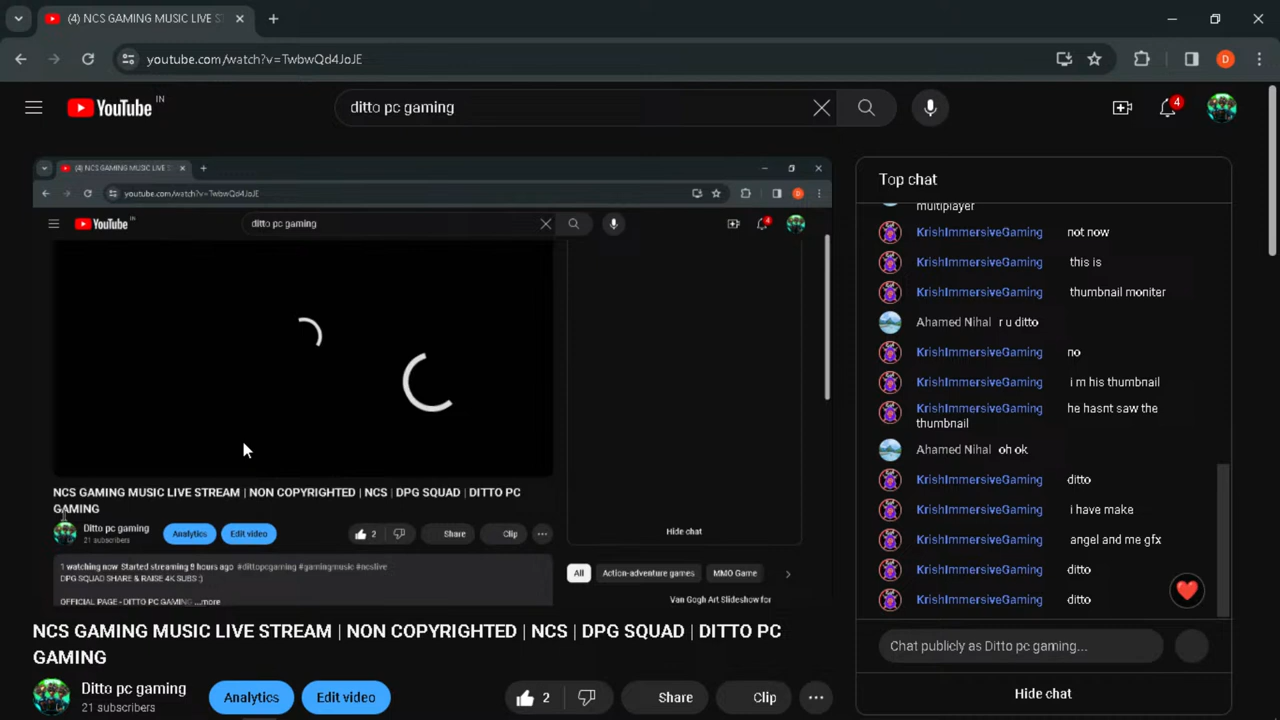 (4) NCS GAMING MUSIC LIVE S
youtube.com/watch?v=TwbwQd4JoJE
D
YouTube IN
ditto pc gaming
4
(4) NCS GAMING MUSIC LIVE S
youtube.com/watch?v=TwbwQd4JoJE
D
YouTube IN
ditto pc gaming
4
NCS GAMING MUSIC LIVE STREAM | NON COPYRIGHTED | NCS | DPG SQUAD | DITTO PC
GAMING
Ditto pc gaming
21 subscribers
Analytics
Edit video
2
Share
Clip
Hide chat
1 watching now Started streaming 9 hours ago #dittopcgaming #gamingmusic #ncslive
DPG SQUAD SHARE & RAISE 4K SUBS :)
OFFICIAL PAGE - DITTO PC GAMING ...more
All
Action-adventure games
MMO Game
Van Gogh Art Slideshow for
NCS GAMING MUSIC LIVE STREAM | NON COPYRIGHTED | NCS | DPG SQUAD | DITTO PC
GAMING
Ditto pc gaming
21 subscribers
Analytics
Edit video
2
Share
Clip
Top chat
multiplayer
KrishImmersiveGaming not now
KrishImmersiveGaming this is
KrishImmersiveGaming thumbnail moniter
Ahamed Nihal r u ditto
KrishImmersiveGaming no
KrishImmersiveGaming i m his thumbnail
KrishImmersiveGaming he hasnt saw the
thumbnail
Ahamed Nihal oh ok
KrishImmersiveGaming ditto
KrishImmersiveGaming i have make
KrishImmersiveGaming angel and me gfx
KrishImmersiveGaming ditto
KrishImmersiveGaming ditto
Chat publicly as Ditto pc gaming...
Hide chat